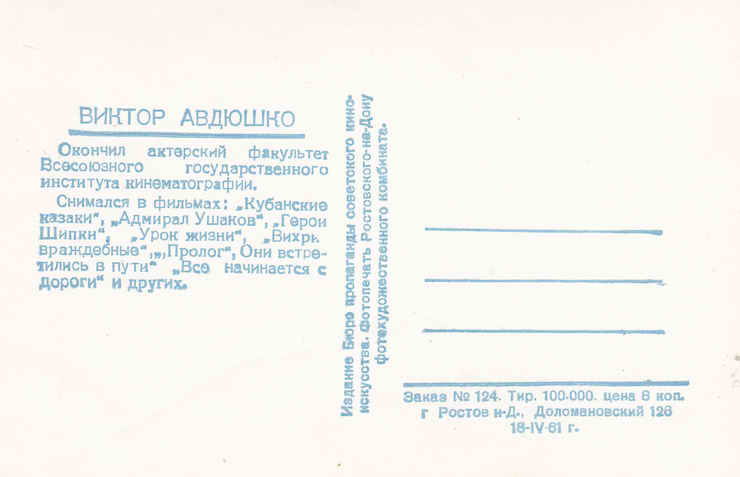 ВИКТОР АВДЮШКО
Окончил актерский факультет
Всесоюзного государственного
института кинематографии.
Снимался в фильмах: „Кубанские
казаки“, „Адмирал Ушаков“, „Герои
Шипки“, „Урок жизни“, „Вихри
враждебные“, „,Пролог“, Они встре-
тились в пути“ „Все начинается с
дороги“ и других.
Издание Бюро пропаганды советского кино-
искусства. Фотопечать Ростовского-на-Дону
фотохудожественного комбината.
Заказ № 124. Тир. 100-000. цена 6 коп.
г Ростов н-Д., Доломановский 126
18-IV-61 г.